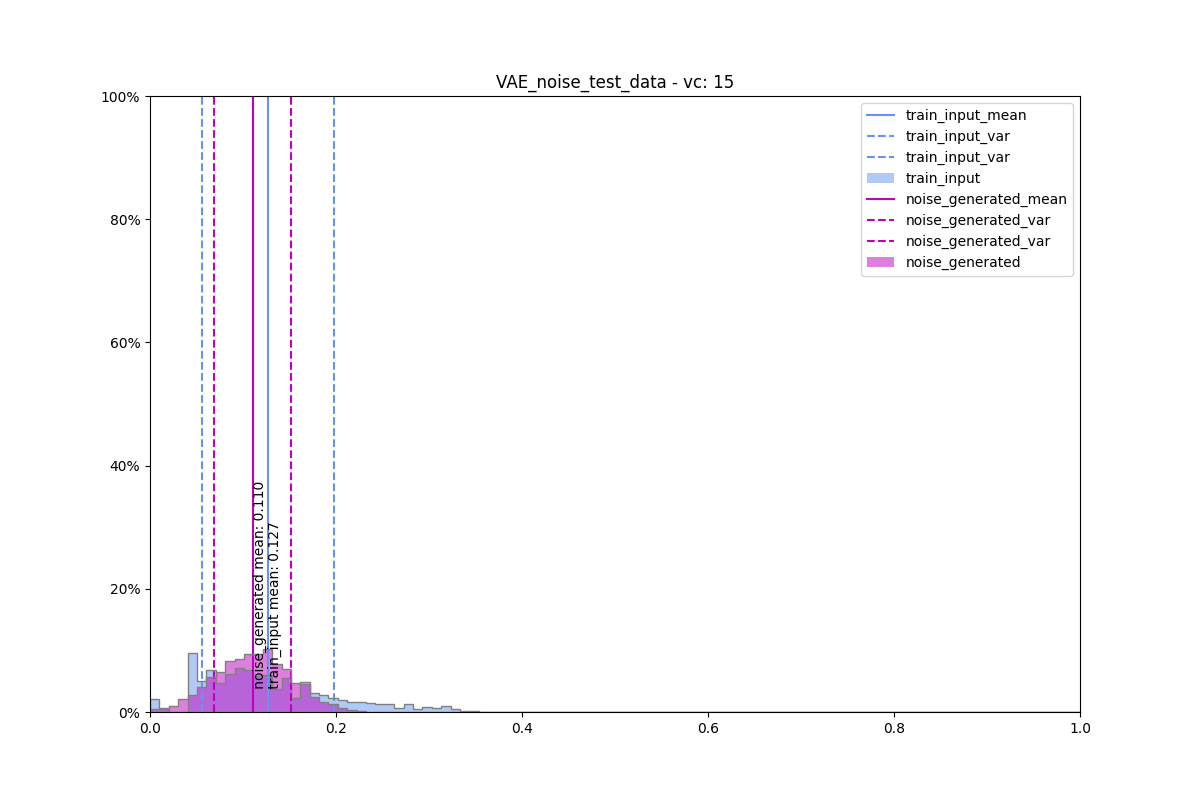 VAE_noise_test_data - vc: 15
100%
80%
60%
40%
20%
0%
0.0
0.2
0.4
0.6
0.8
1.0
train_input_mean
train_input_var
train_input_var
train_input
noise_generated_mean
noise_generated_var
noise_generated_var
noise_generated
noise_generated mean: 0.110
train_input mean: 0.127